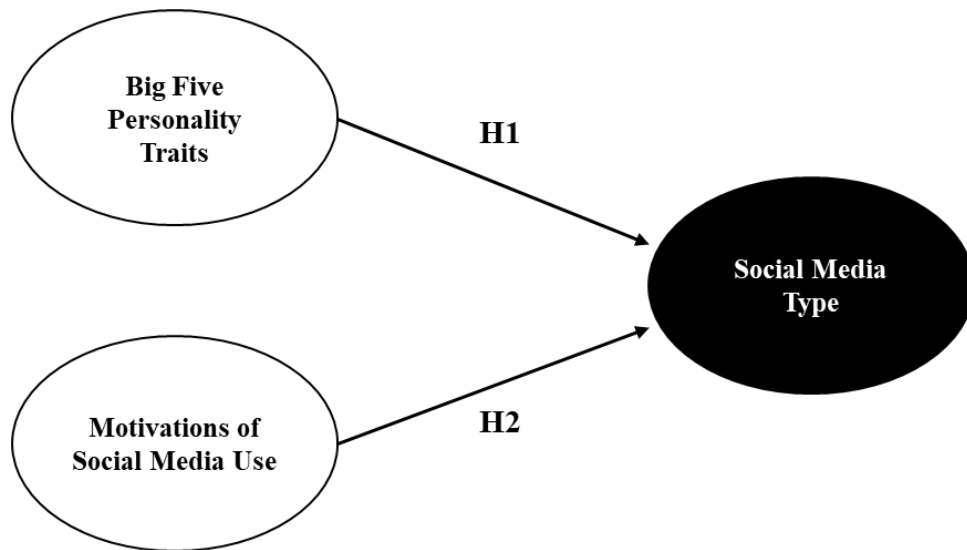 Big Five
Personality
Traits
H1
Social Media
Type
Motivations of
Social Media Use
H2